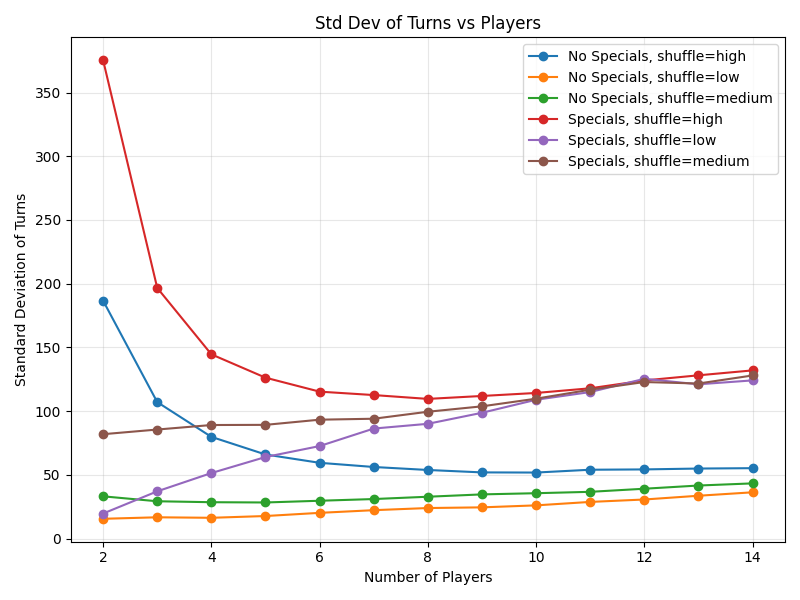 Std Dev of Turns vs Players
No Specials, shuffle=high
No Specials, shuffle=low
No Specials, shuffle=medium
Specials, shuffle=high
Specials, shuffle=low
Specials, shuffle=medium
Standard Deviation of Turns
350
300
250
200
150
100
50
0
2 4 6 8 10 12 14
Number of Players